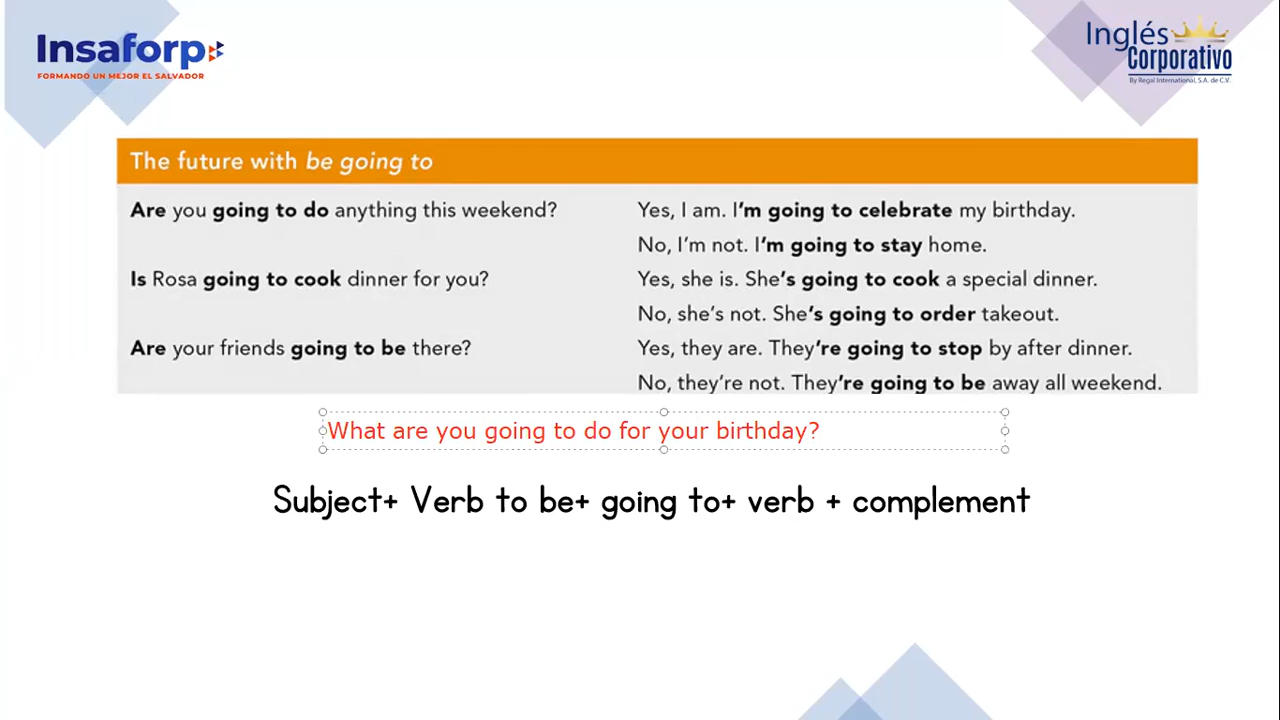 Insaforp
FORMANDO UN MEJOR EL SALVADOR
Inglés
Corporativo
By Regal International, S.A. de C.V.
The future with be going to
Are you going to do anything this weekend?
Yes, I am. I'm going to celebrate my birthday.
No, I'm not. I'm going to stay home.
Is Rosa going to cook dinner for you?
Yes, she is. She's going to cook a special dinner.
No, she's not. She's going to order takeout.
Are your friends going to be there?
Yes, they are. They're going to stop by after dinner.
No, they're not. They're going to be away all weekend.
What are you going to do for your birthday?
Subject+ Verb to be+ going to+ verb + complement